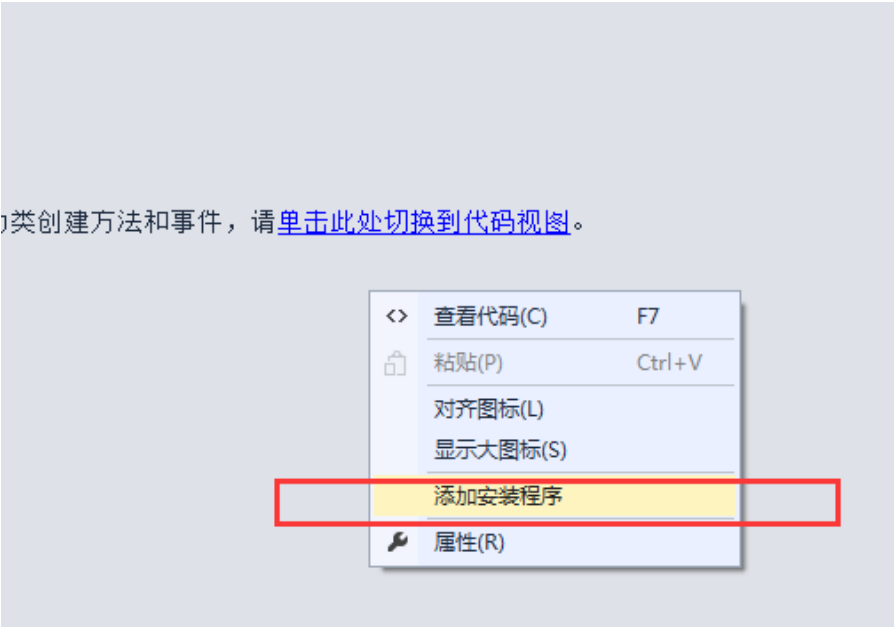 类创建方法和事件，请单击此处切换到代码视图。
查看代码(C) F7
粘贴(P) Ctrl+V
对齐图标(L)
显示大图标(S)
添加安装程序
属性(R)